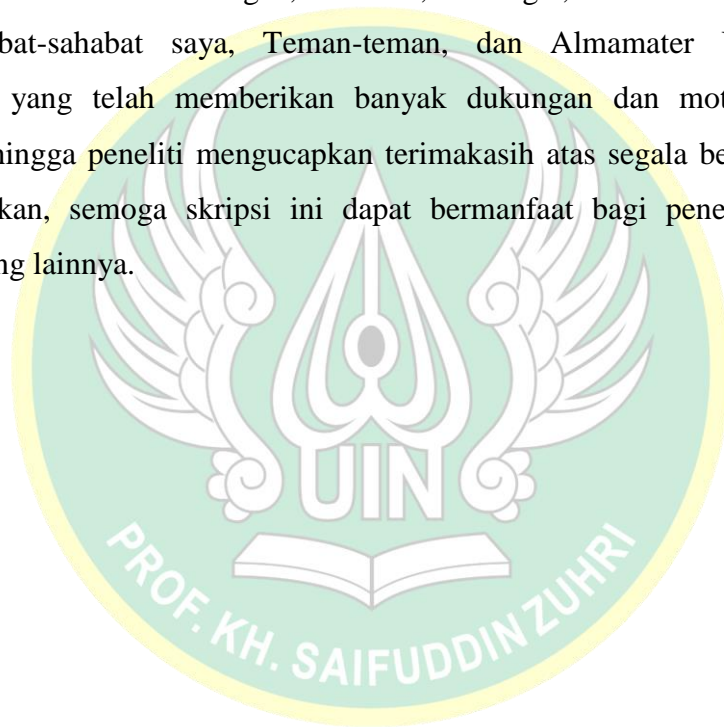 bat-sahabat saya, Teman-teman, dan Almamater
yang telah memberikan banyak dukungan dan mot
hingga peneliti mengucapkan terimakasih atas segala be
kan, semoga skripsi ini dapat bermanfaat bagi pene
ng lainnya.
UIN
PROF. KH. SAIFUDDIN ZUHRI